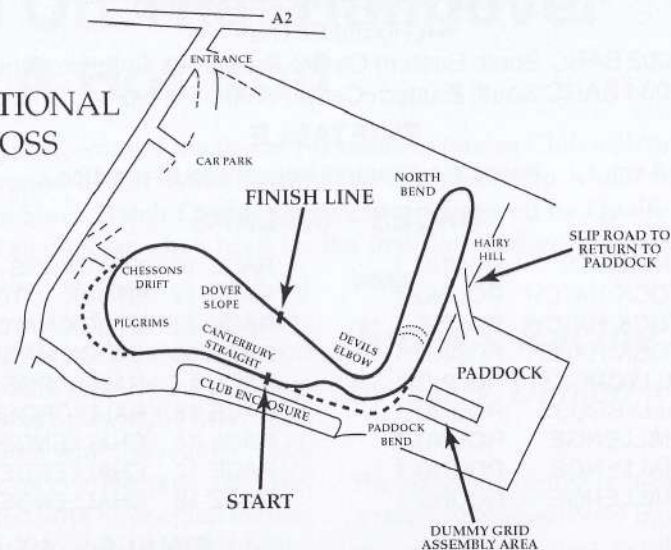 A2
ENTRANCE
TIONAL
OSS
CAR PARK
NORTH
BEND
FINISH LINE
HAIRY
HILL
SLIP ROAD TO
RETURN TO
PADDOCK
CHESSONS
DRIFT
DOVER
SLOPE
PILGRIMS
CANTERBURY
STRAIGHT
DEVILS
ELBOW
PADDOCK
CLUB ENCLOSURE
PADDOCK
BEND
START
DUMMY GRID
ASSEMBLY AREA